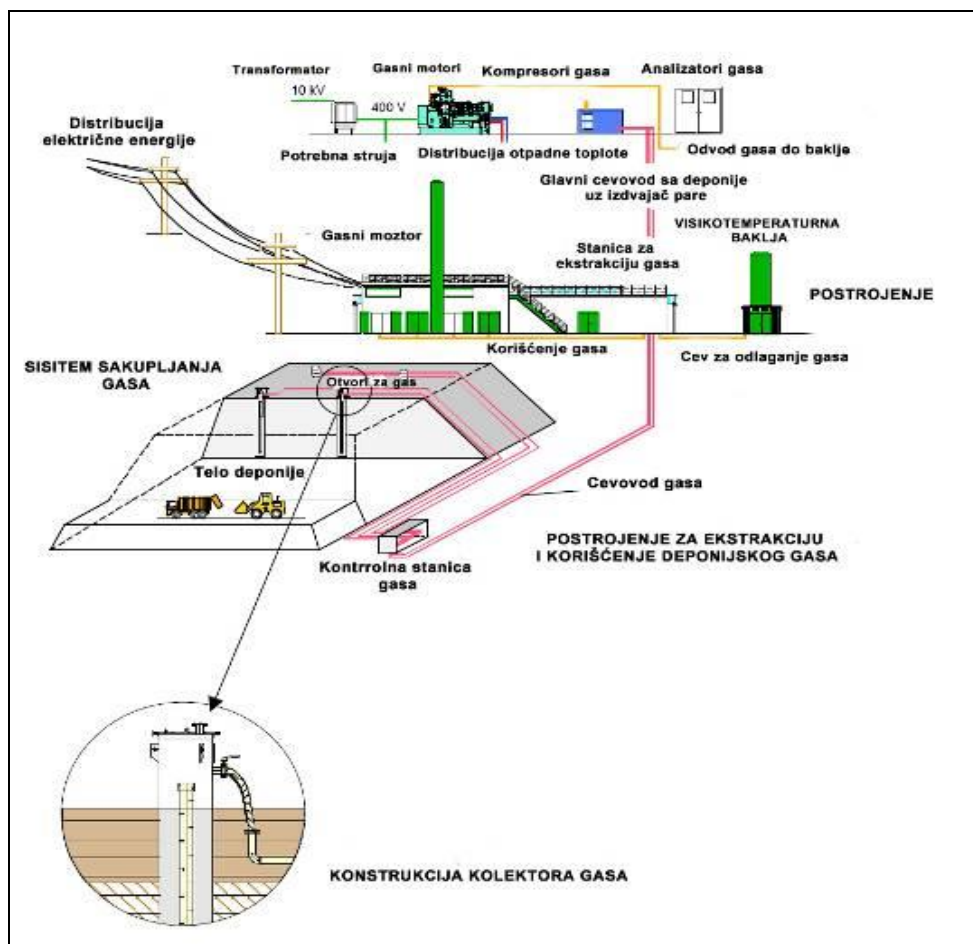 Transformator
Gasni motori
Kompresori gasa
Analizatori gasa
10 kV
400 V
Distribucija
električne energije
Potrebna struja
Distribucija otpadne toplote
Odvod gasa do baklje
Glavni cevovod sa deponije
uz izdvajač pare
Gasni moztor
Stanica za
ekstrakciju gasa
VISIKOTEMPERATURNA
BAKLJA
POSTROJENJE
Korišćenje gasa
Cev za odlaganje gasa
SISITEM SAKUPLJANJA
GASA
Otvori za gas
Telo deponije
Cevovod gasa
POSTROJENJE ZA EKSTRAKCIJU
I KORIŠĆENJE DEPONIJSKOG GASA
Kontrrolna stanica
gasa
KONSTRUKCIJA KOLEKTORA GASA